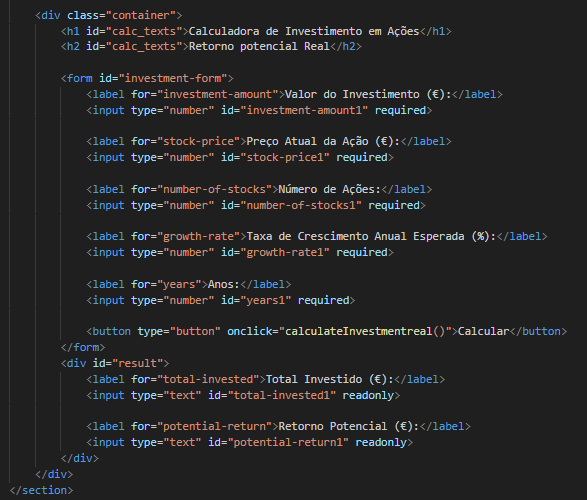 <div class="container">
<h1 id="calc_texts">Calculadora de Investimento em Ações</h1>
<h2 id="calc_texts">Retorno potencial Real</h2>
<form id="investment-form">
<label for="investment-amount">Valor do Investimento (€):</label>
<input type="number" id="investment-amount1" required>
<label for="stock-price">Preço Atual da Ação (€):</label>
<input type="number" id="stock-price1" required>
<label for="number-of-stocks">Número de Ações:</label>
<input type="number" id="number-of-stocks1" required>
<label for="growth-rate">Taxa de Crescimento Anual Esperada (%):</label>
<input type="number" id="growth-rate1" required>
<label for="years">Anos:</label>
<input type="number" id="years1" required>
<button type="button" onclick="calculateInvestmentreal()">Calcular</button>
</form>
<div id="result">
<label for="total-invested">Total Investido (€):</label>
<input type="text" id="total-invested1" readonly>
<label for="potential-return">Retorno Potencial (€):</label>
<input type="text" id="potential-return1" readonly>
</div>
</div>
</section>